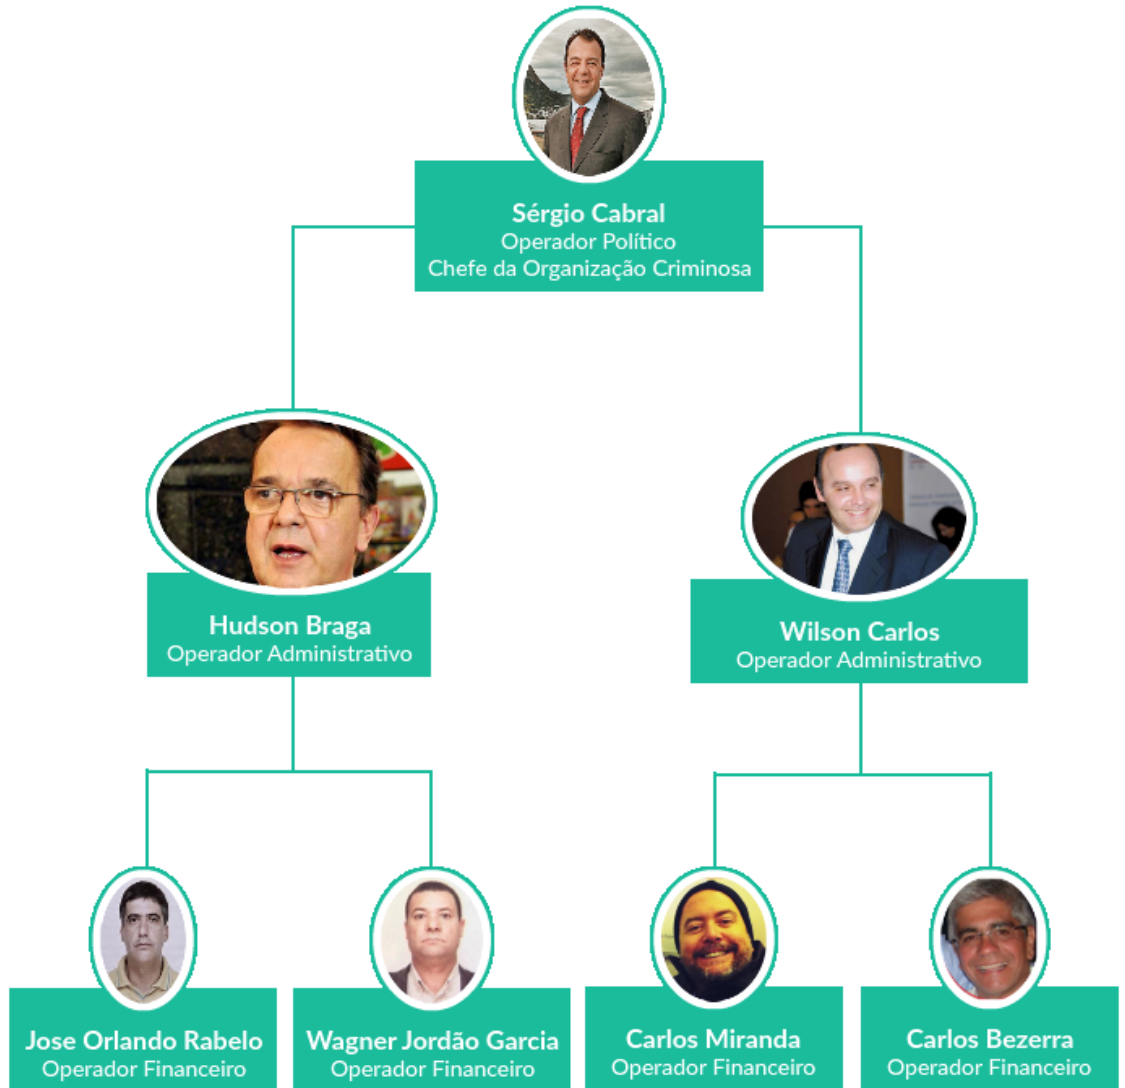 Sérgio Cabral
Operador Político
Chefe da Organização Criminosa
Hudson Braga
Operador Administrativo
Wilson Carlos
Operador Administrativo
Jose Orlando Rabelo
Operador Financeiro
Wagner Jordão Garcia
Operador Financeiro
Carlos Miranda
Operador Financeiro
Carlos Bezerra
Operador Financeiro